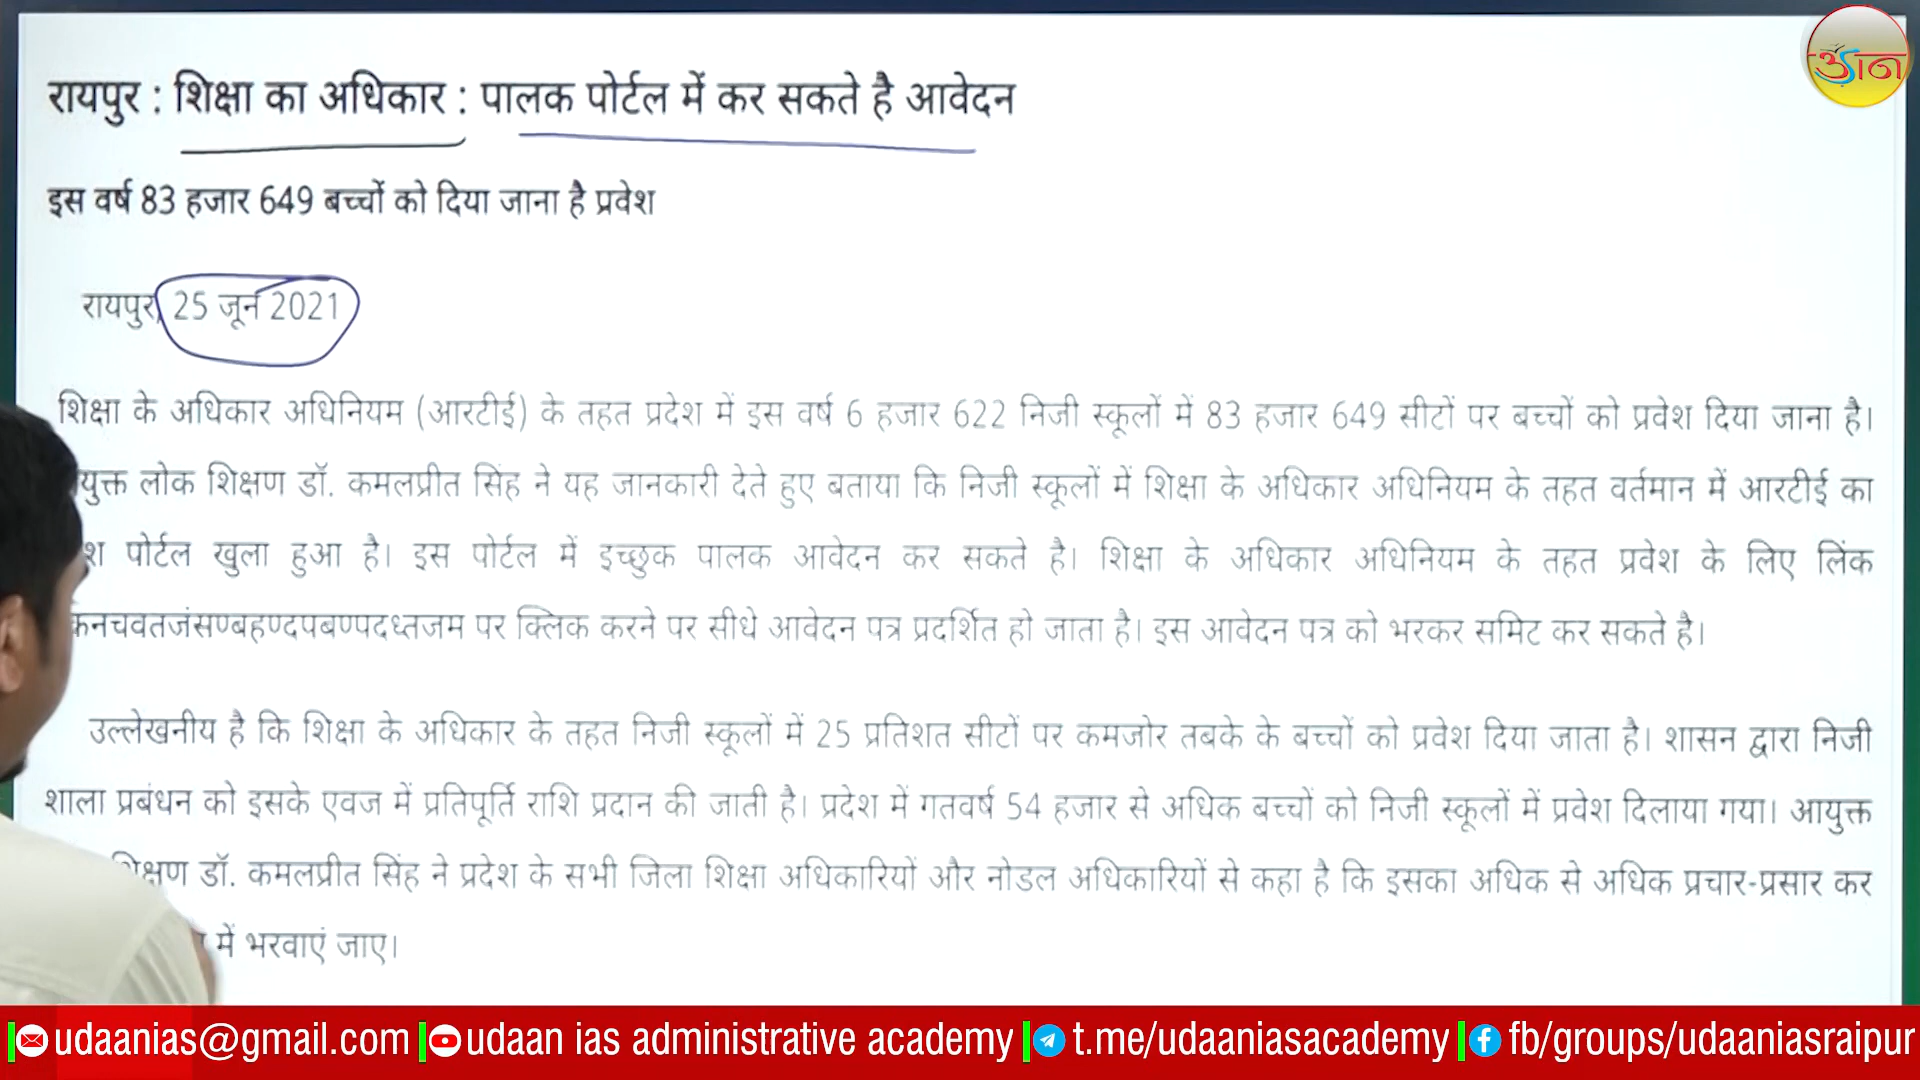 उड़ान
रायपुर : शिक्षा का अधिकार : पालक पोर्टल में कर सकते है आवेदन
इस वर्ष 83 हजार 649 बच्चों को दिया जाना है प्रवेश
रायपुर, 25 जून 2021
शिक्षा के अधिकार अधिनियम (आरटीई) के तहत प्रदेश में इस वर्ष 6 हजार 622 निजी स्कूलों में 83 हजार 649 सीटों पर बच्चों को प्रवेश दिया जाना है।
युक्त लोक शिक्षण डॉ. कमलप्रीत सिंह ने यह जानकारी देते हुए बताया कि निजी स्कूलों में शिक्षा के अधिकार अधिनियम के तहत वर्तमान में आरटीई का
श पोर्टल खुला हुआ है। इस पोर्टल में इच्छुक पालक आवेदन कर सकते है। शिक्षा के अधिकार अधिनियम के तहत प्रवेश के लिए लिंक
पर क्लिक करने पर सीधे आवेदन पत्र प्रदर्शित हो जाता है। इस आवेदन पत्र को भरकर समिट कर सकते है।
उल्लेखनीय है कि शिक्षा के अधिकार के तहत निजी स्कूलों में 25 प्रतिशत सीटों पर कमजोर तबके के बच्चों को प्रवेश दिया जाता है। शासन द्वारा निजी
शाला प्रबंधन को इसके एवज में प्रतिपूर्ति राशि प्रदान की जाती है। प्रदेश में गतवर्ष 54 हजार से अधिक बच्चों को निजी स्कूलों में प्रवेश दिलाया गया। आयुक्त
शिक्षण डॉ. कमलप्रीत सिंह ने प्रदेश के सभी जिला शिक्षा अधिकारियों और नोडल अधिकारियों से कहा है कि इसका अधिक से अधिक प्रचार-प्रसार कर
में भरवाएं जाए।
udaanias@gmail.com udaan ias administrative academy t.me/udaaniasacademy fb/groups/udaaniasraipur